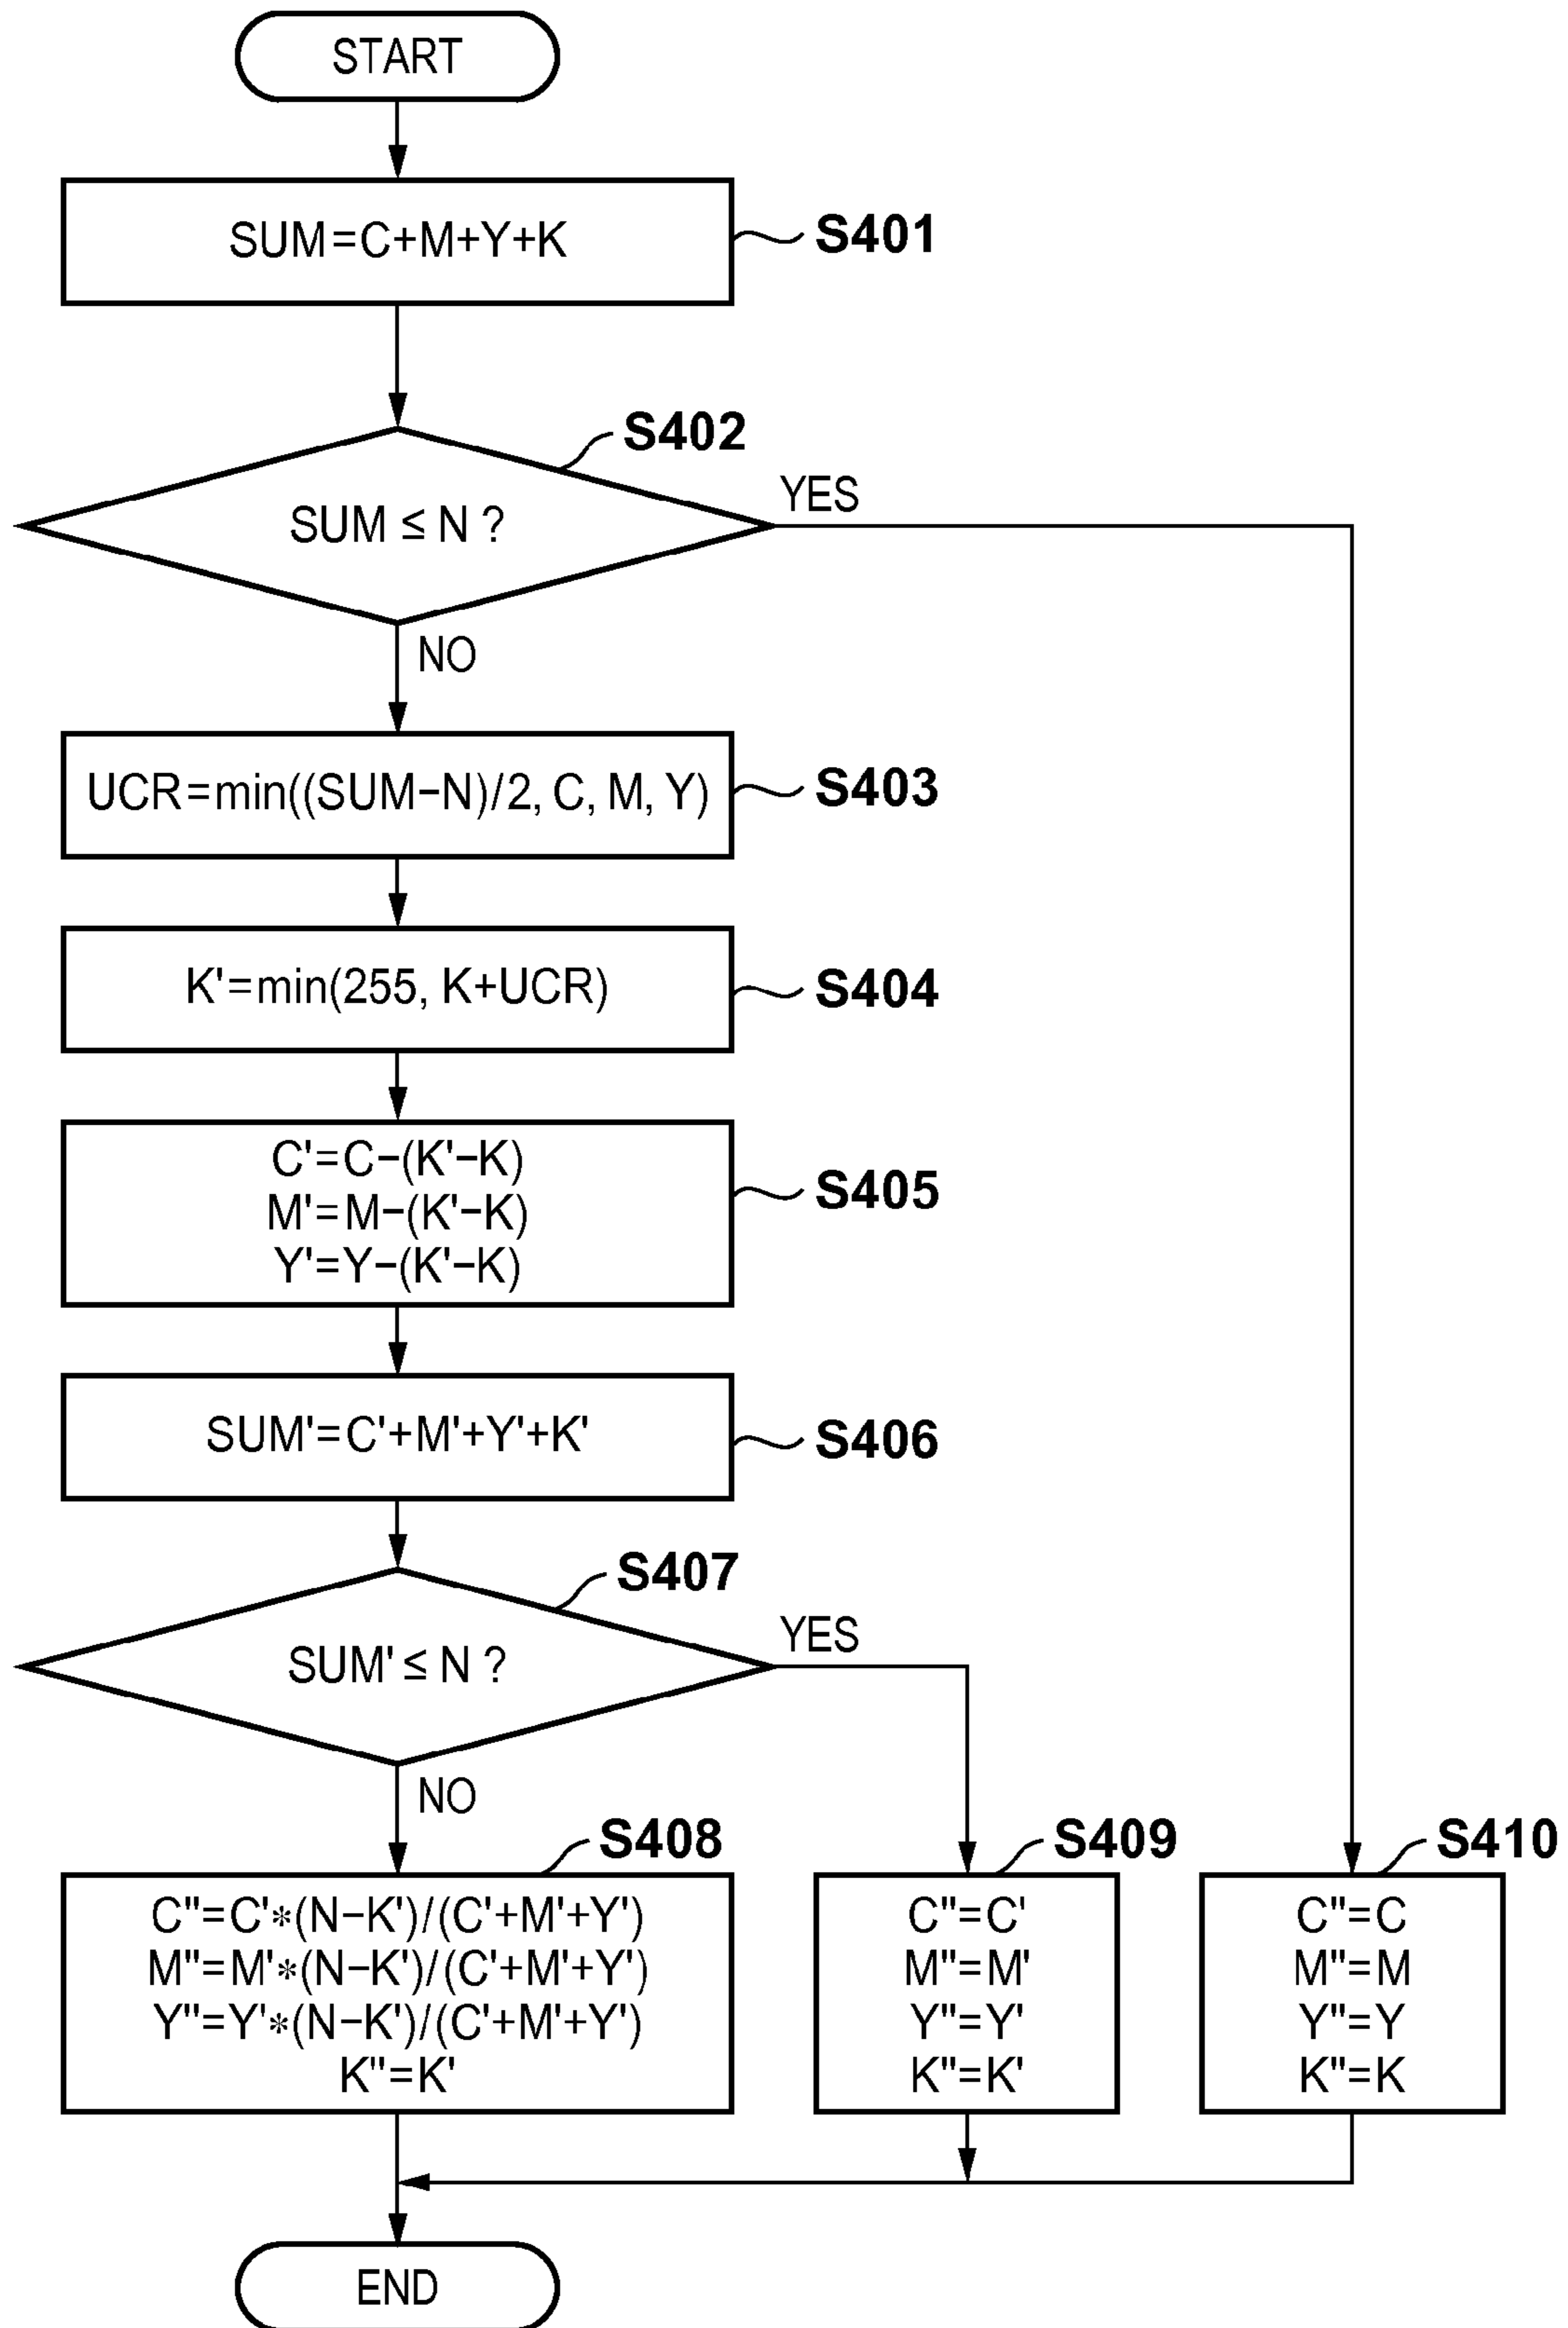 START
SUM=C+M+Y+K
S401
S402
SUM ≤ N ?
YES
NO
UCR=min((SUM−N)/2, C, M, Y)
S403
K'=min(255, K+UCR)
S404
C'=C−(K'−K)
M'=M−(K'−K)
Y'=Y−(K'−K)
S405
SUM'=C'+M'+Y'+K'
S406
S407
SUM' ≤ N ?
YES
NO
S408
C''=C'*(N−K')/(C'+M'+Y')
M''=M'*(N−K')/(C'+M'+Y')
Y''=Y'*(N−K')/(C'+M'+Y')
K''=K'
S409
C''=C'
M''=M'
Y''=Y'
K''=K'
S410
C''=C
M''=M
Y''=Y
K''=K
END